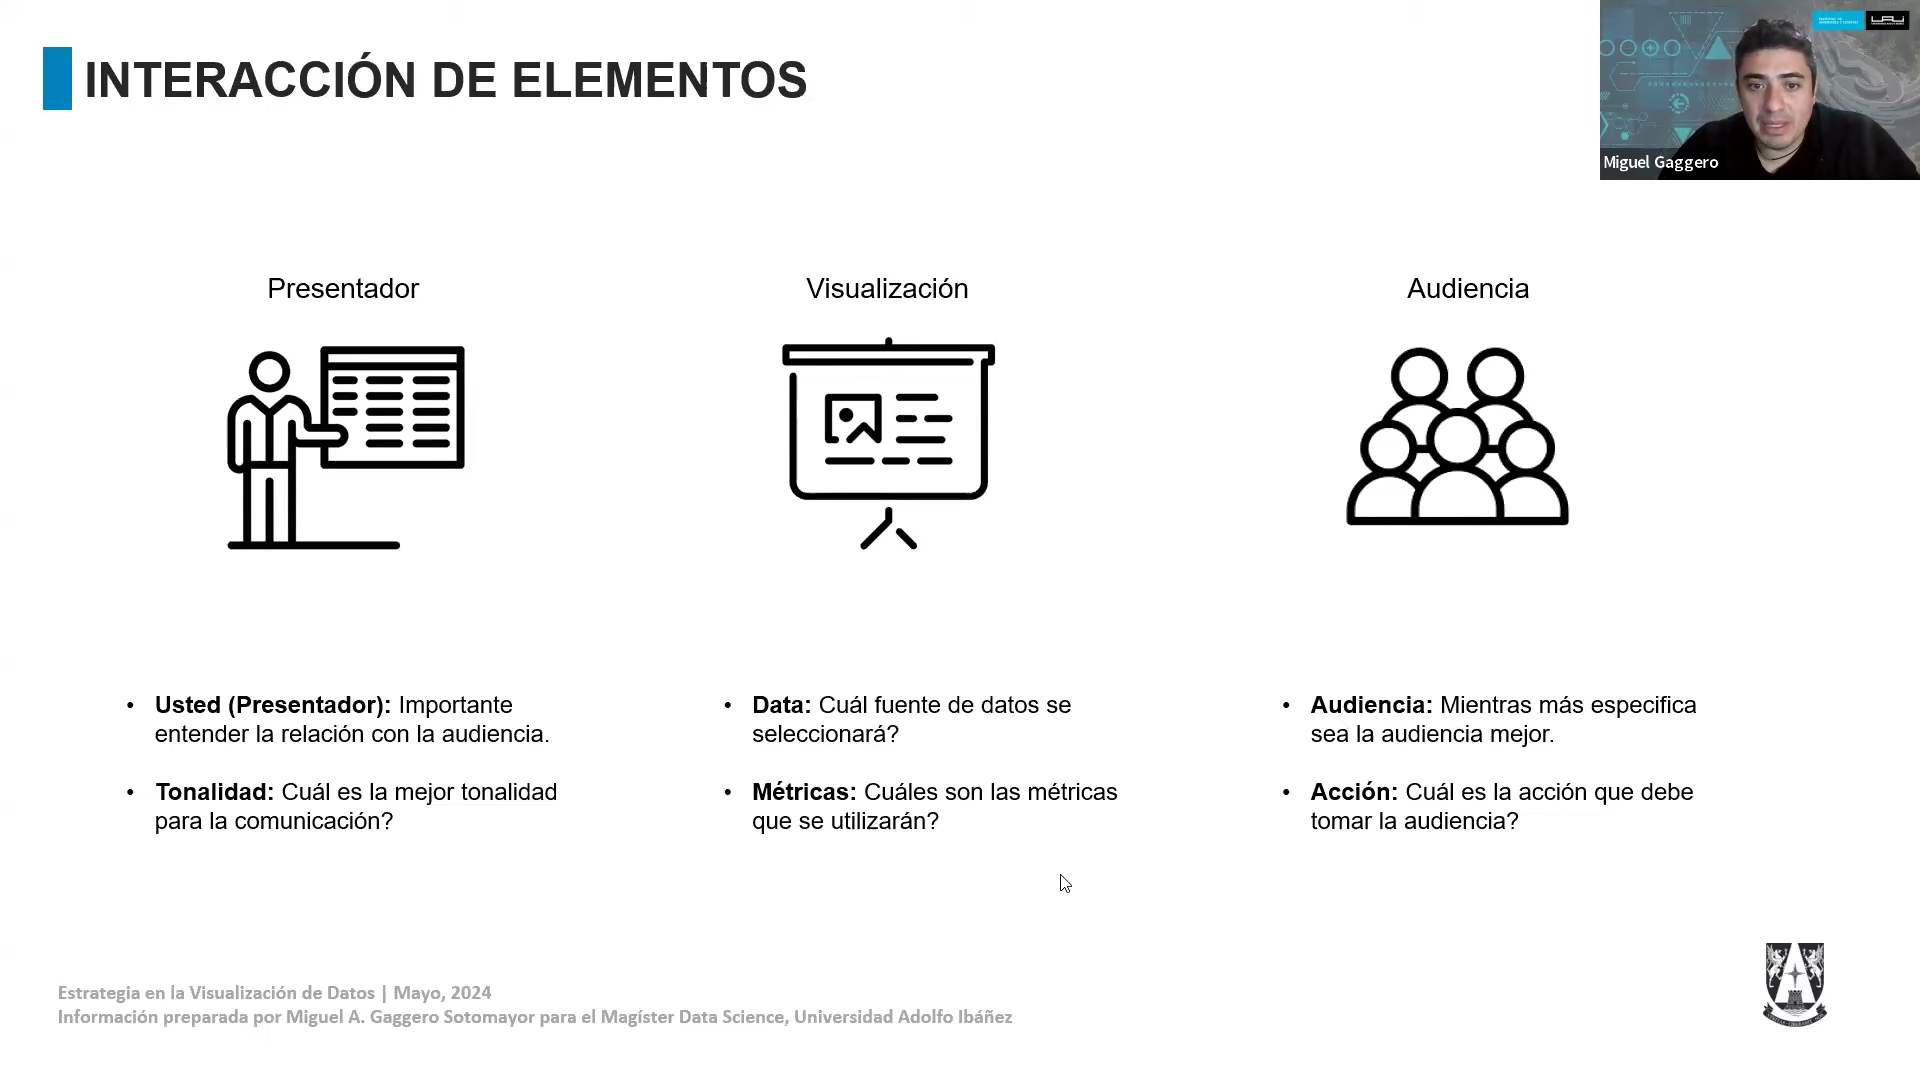 INTERACCIÓN DE ELEMENTOS
Miguel Gaggero
Presentador
Visualización
Audiencia
• Usted (Presentador): Importante
entender la relación con la audiencia.
• Tonalidad: Cuál es la mejor tonalidad
para la comunicación?
• Data: Cuál fuente de datos se
seleccionará?
• Métricas: Cuáles son las métricas
que se utilizarán?
• Audiencia: Mientras más especifica
sea la audiencia mejor.
• Acción: Cuál es la acción que debe
tomar la audiencia?
Estrategia en la Visualización de Datos | Mayo, 2024
Información preparada por Miguel A. Gaggero Sotomayor para el Magíster Data Science, Universidad Adolfo Ibáñez